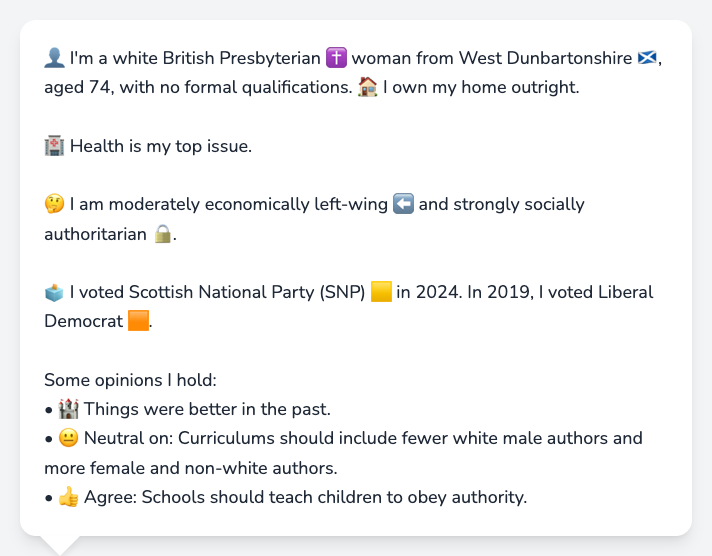 👤 I'm a white British Presbyterian ✝️ woman from West Dunbartonshire 🏴󠁧󠁢󠁳󠁣󠁴󠁿,
aged 74, with no formal qualifications. 🏠 I own my home outright.
🏥 Health is my top issue.
🤔 I am moderately economically left-wing ⬅️ and strongly socially
authoritarian 🔒.
🗳️ I voted Scottish National Party (SNP) 🟨 in 2024. In 2019, I voted Liberal
Democrat 🟧.
Some opinions I hold:
• 🏰 Things were better in the past.
• 😐 Neutral on: Curriculums should include fewer white male authors and
more female and non-white authors.
• 👍 Agree: Schools should teach children to obey authority.